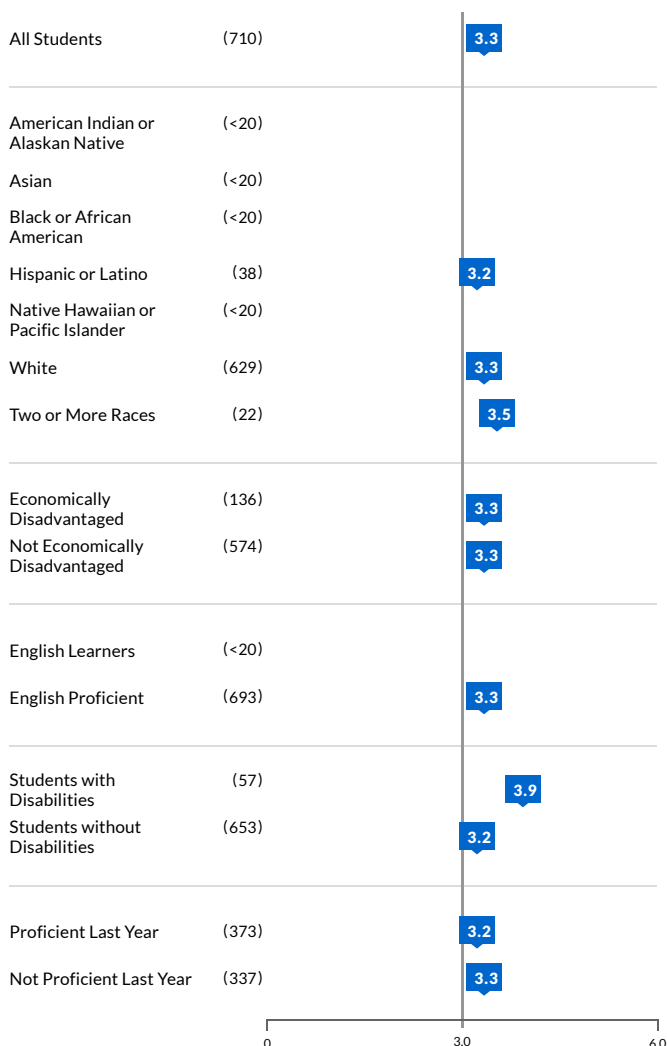 All Students (710) 3.3
American Indian or (<20)
Alaskan Native
Asian (<20)
Black or African (<20)
American
Hispanic or Latino (38) 3.2
Native Hawaiian or (<20)
Pacific Islander
White (629) 3.3
Two or More Races (22) 3.5
Economically (136)
Disadvantaged 3.3
Not Economically (574)
Disadvantaged 3.3
English Learners (<20)
English Proficient (693) 3.3
Students with (57)
Disabilities 3.9
Students without (653)
Disabilities 3.2
Proficient Last Year (373) 3.2
Not Proficient Last Year (337) 3.3
0 3.0 6.0